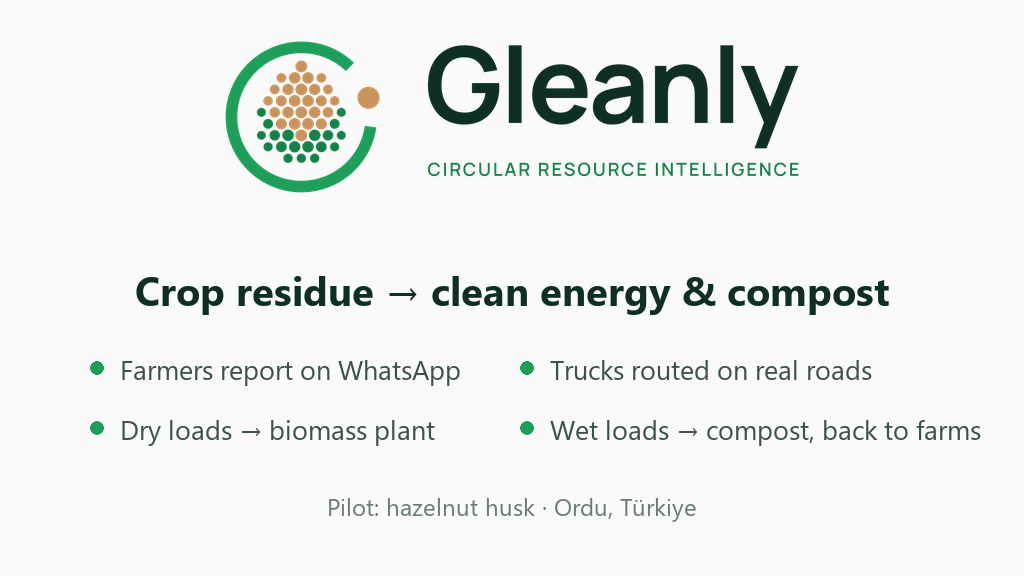 Gleanly
CIRCULAR RESOURCE INTELLIGENCE
Crop residue → clean energy & compost
Farmers report on WhatsApp
Trucks routed on real roads
Dry loads → biomass plant
Wet loads → compost, back to farms
Pilot: hazelnut husk · Ordu, Türkiye